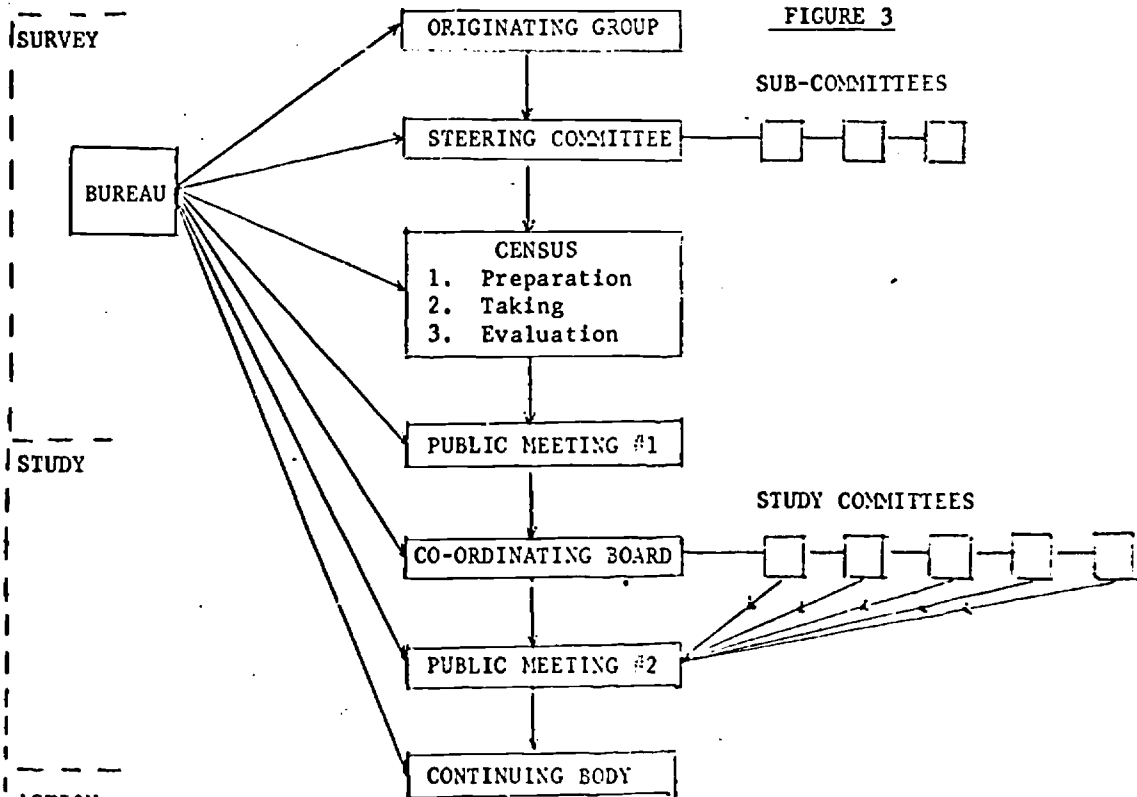 FIGURE 3
SURVEY
ORIGINATING GROUP
SUB-COMMITTEES
STEERING COMMITTEE
BUREAU
CENSUS
1. Preparation
2. Taking
3. Evaluation
PUBLIC MEETING #1
STUDY
STUDY COMMITTEES
CO-ORDINATING BOARD
PUBLIC MEETING #2
CONTINUING BODY